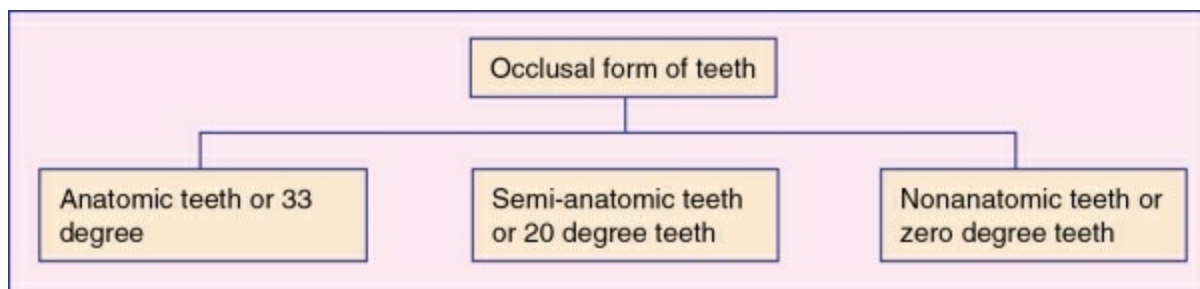 Occlusal form of teeth
Anatomic teeth or 33
degree
Semi-anatomic teeth
or 20 degree teeth
Nonanatomic teeth or
zero degree teeth